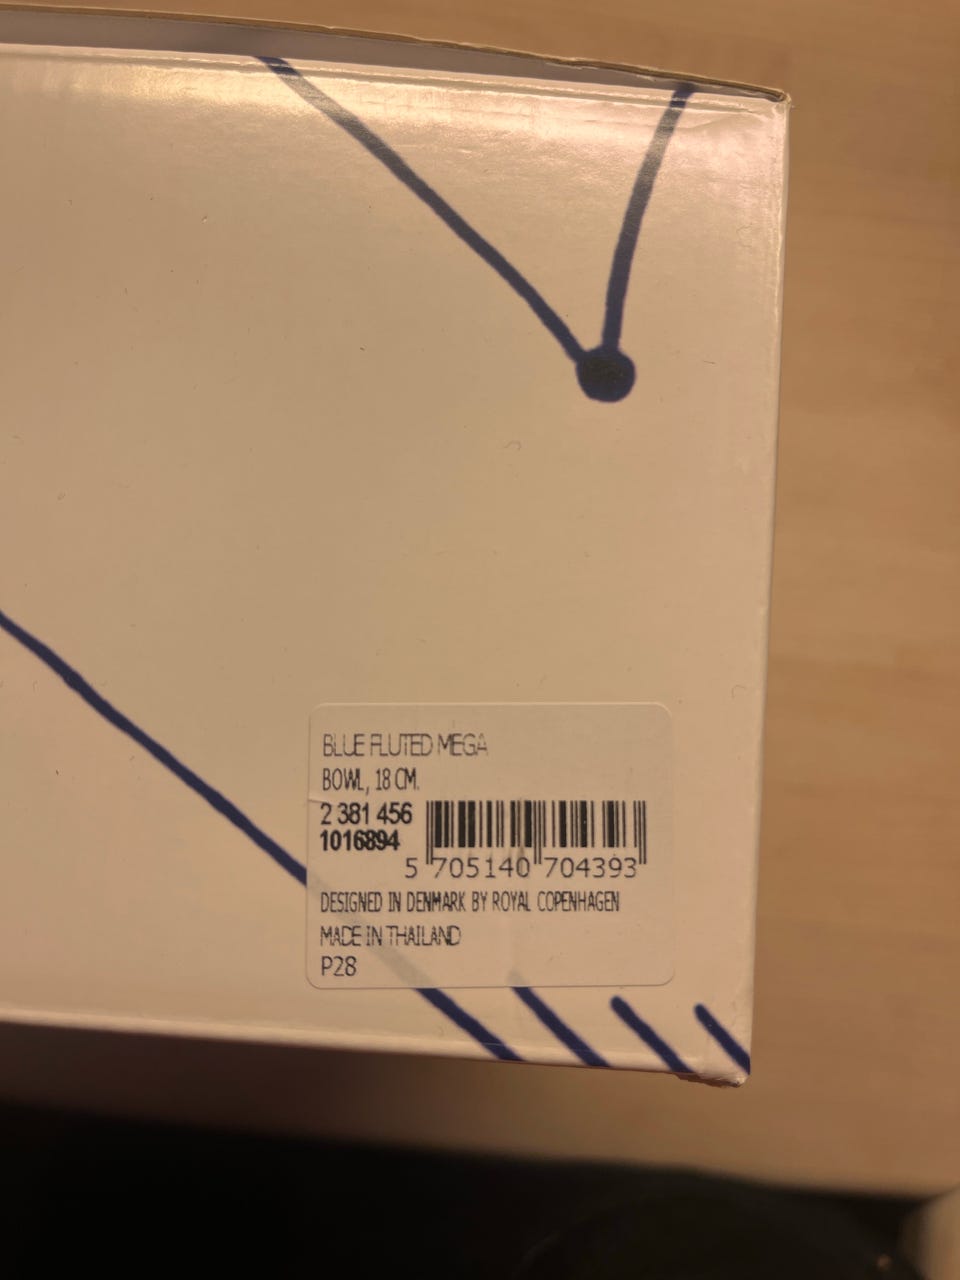 BLUE FLUTED MEGA
BOWL, 18 CM.
2 381 456
1016894
5 705140 704393
DESIGNED IN DENMARK BY ROYAL COPENHAGEN
MADE IN THAILAND
P28